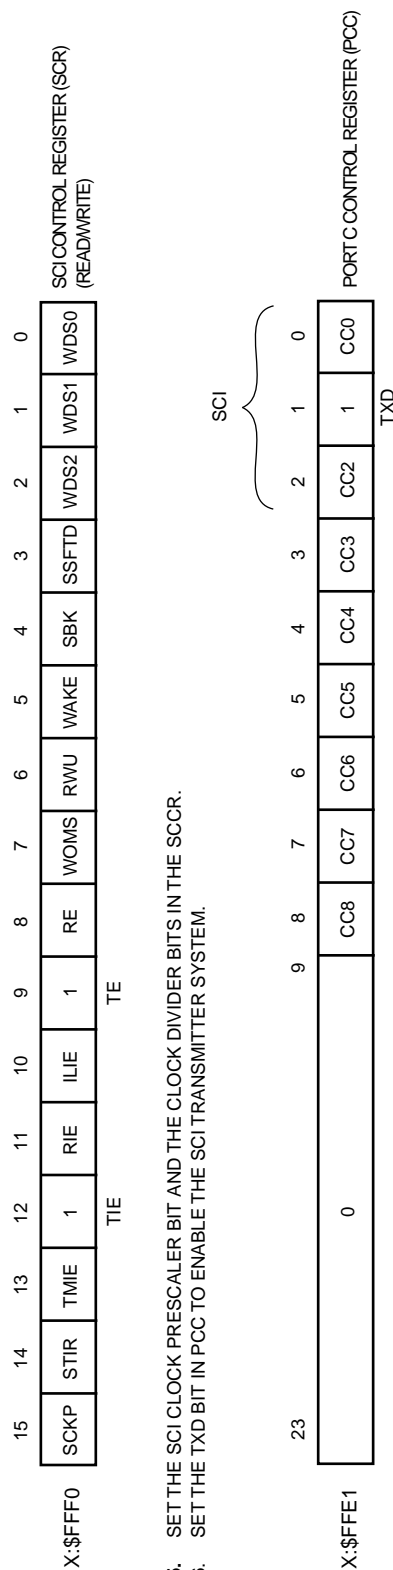 15 14 13 12 11 10 9 8 7 6 5 4 3 2 1 0
X:$FFF0 SCKP STIR TMIE 1 RIE ILIE 1 RE WOMS RWU WAKE SBK SSFTD WDS2 WDS1 WDS0 SCI CONTROL REGISTER (SCR)
(READ/WRITE)
TIE TE
SET THE SCI CLOCK PRESCALER BIT AND THE CLOCK DIVIDER BITS IN THE SCCR.
SET THE TXD BIT IN PCC TO ENABLE THE SCI TRANSMITTER SYSTEM.
SCI
23 9 8 7 6 5 4 3 2 1 0
X:$FFE1 0 CC8 CC7 CC6 CC5 CC4 CC3 CC2 1 CC0 PORT C CONTROL REGISTER (PCC)
TXD